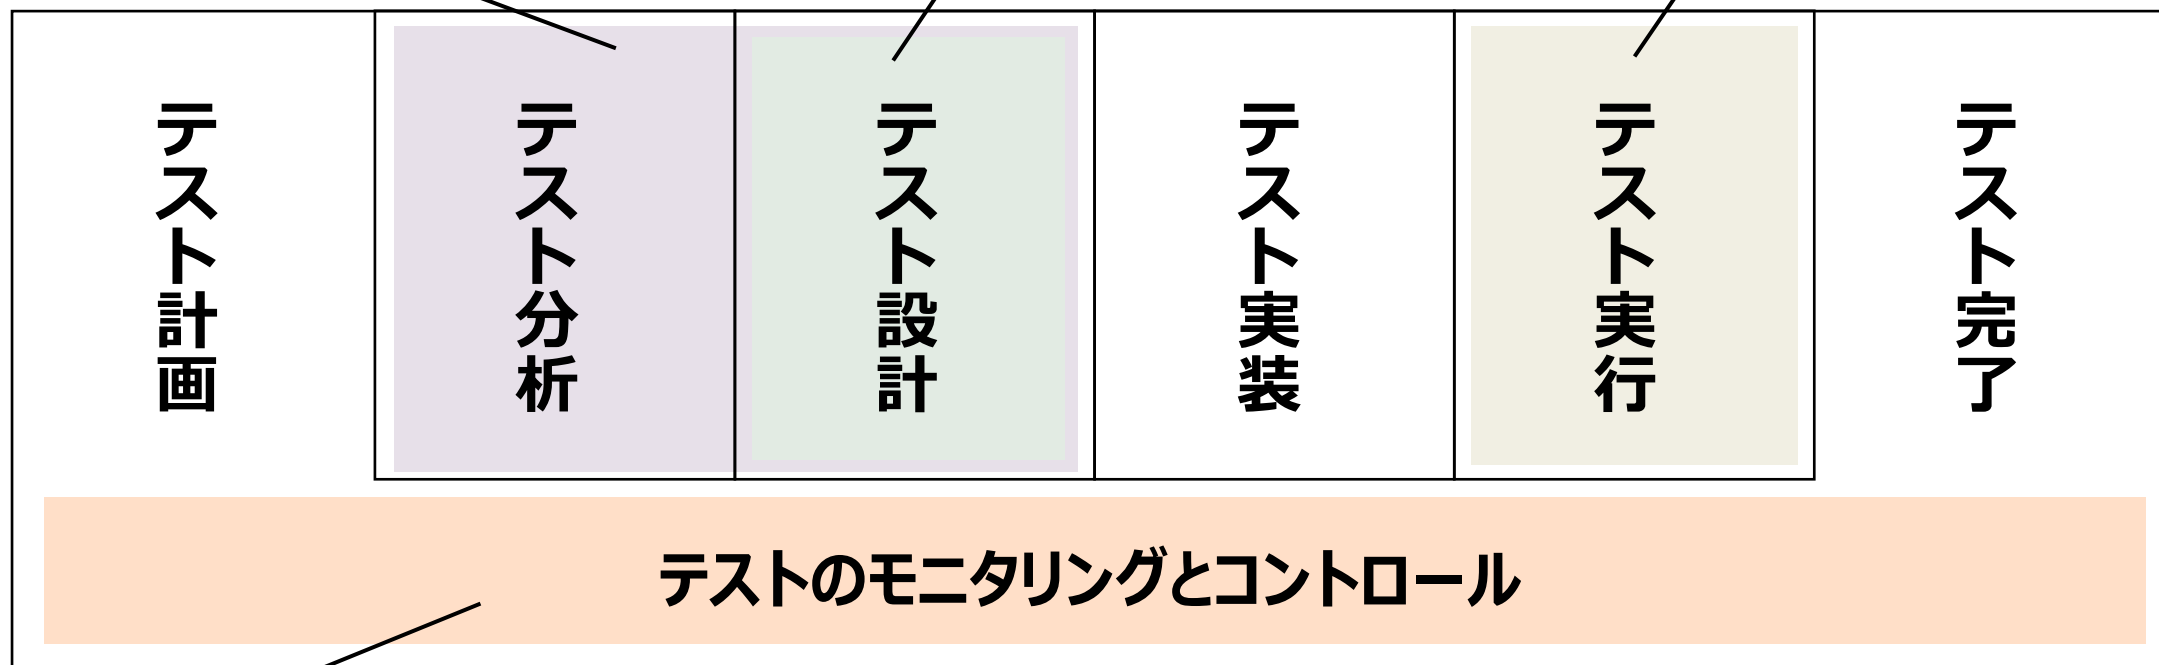 テスト計画
テスト分析
テスト設計
テスト実装
テスト実行
テスト完了
テストのモニタリングとコントロール